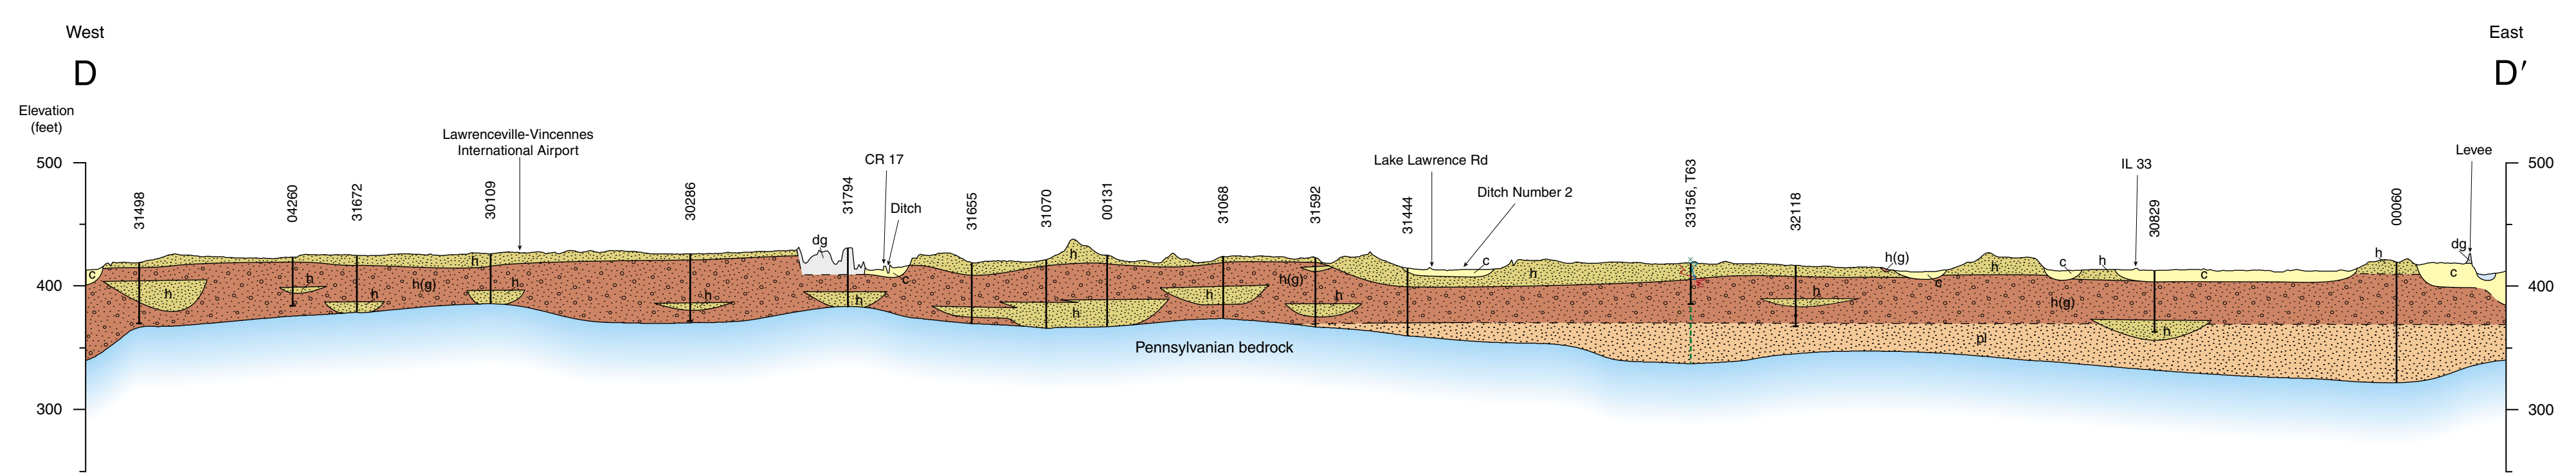 West
East
D
D′
Elevation
(feet)
Lawrenceville-Vincennes
International Airport
CR 17
Lake Lawrence Rd
IL 33
Levee
500
500
Ditch
Ditch Number 2
31498
04260
31672
30109
30286
31794
31655
31070
00131
31068
31592
31444
33156, T63
32118
30829
00060
dg
h
h
dg
h(g)
c
h
c
h
c
h
c
h
c
c
400
400
h
h
h
h(g)
h
h
h
c
h
h
h(g)
h
h
c
h(g)
h
pl
Pennsylvanian bedrock
300
300